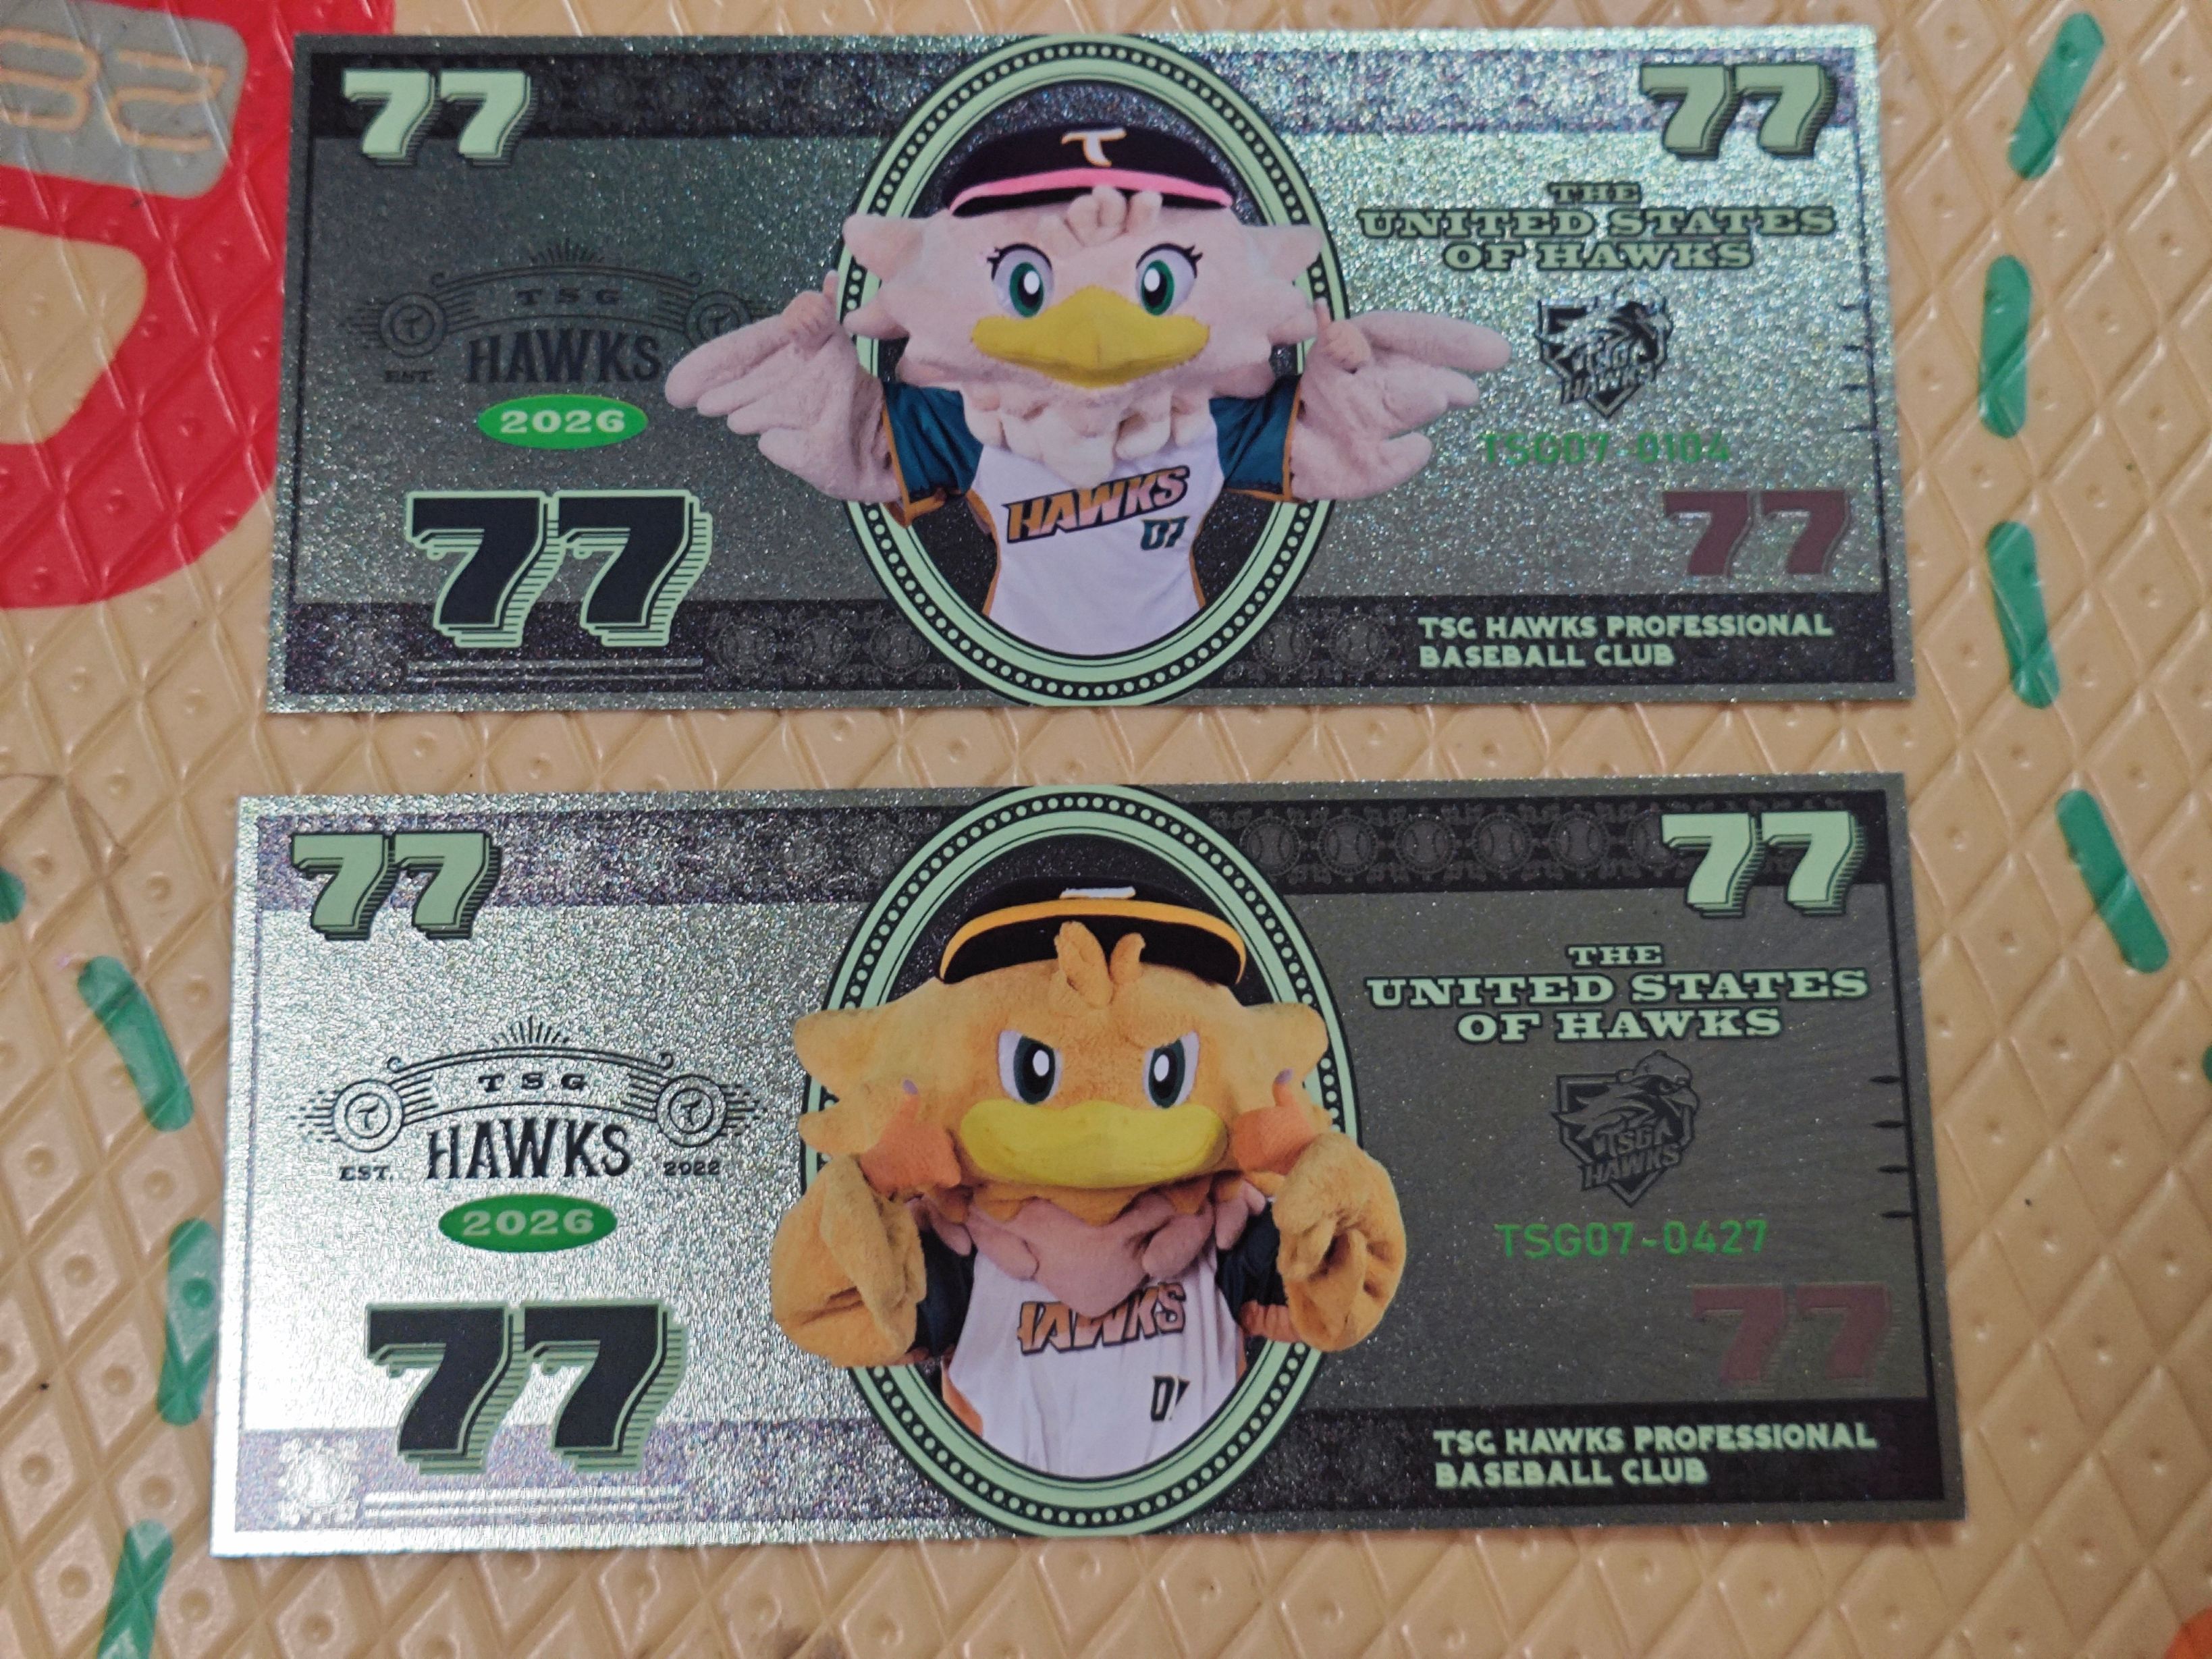 77
77
THE
UNITED STATES
OF HAWKS
TSG
HAWKS
EST.
2026
TSG
HAWKS
TSG07-0104
HAWKS
07
77
77
TSG HAWKS PROFESSIONAL
BASEBALL CLUB
77
77
THE
UNITED STATES
OF HAWKS
TSG
HAWKS
EST.
2022
2026
TSG
HAWKS
TSG07-0427
HAWKS
77
77
TSG HAWKS PROFESSIONAL
BASEBALL CLUB